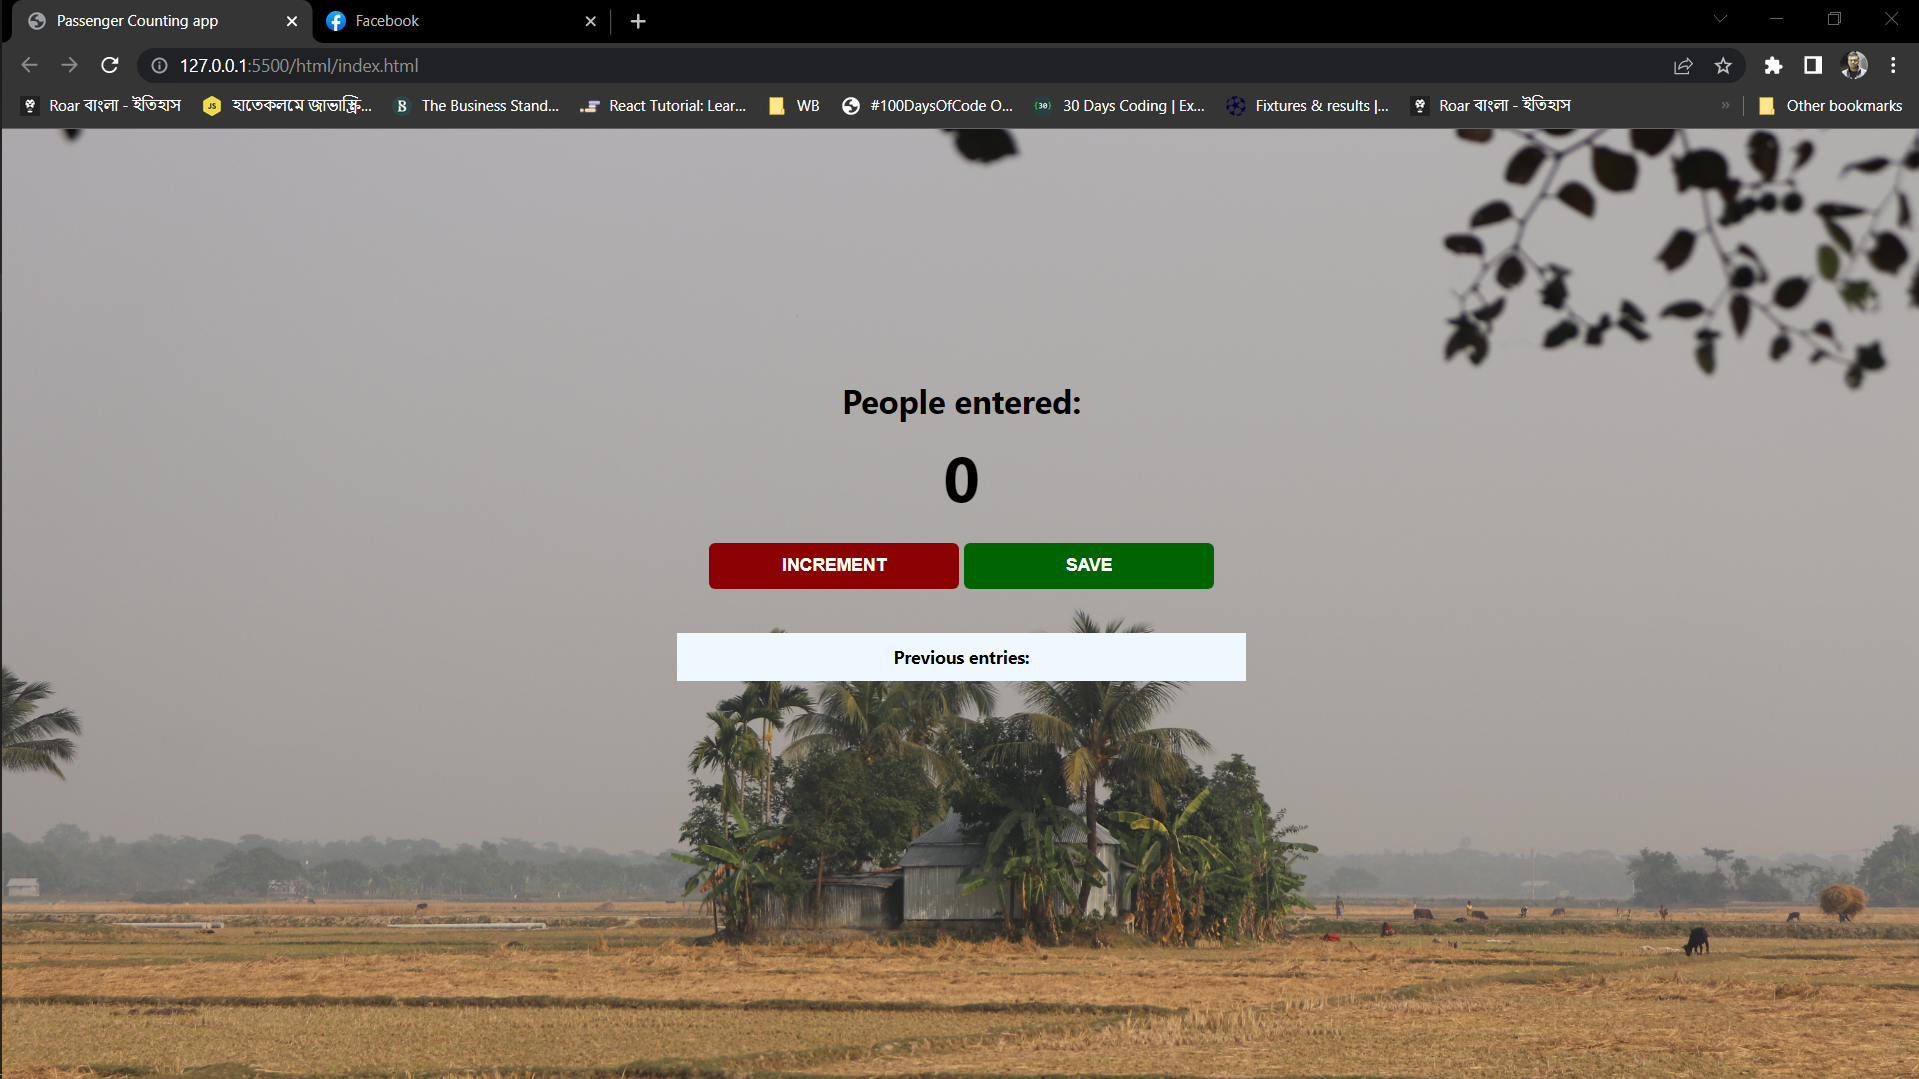 Passenger Counting app
Facebook
127.0.0.1:5500/html/index.html
Roar বাংলা - ইতিহাস
JS
হাতেকলমে জাভাস্ক্রি...
B
The Business Stand...
React Tutorial: Lear...
WB
#100DaysOfCode O...
{30}
30 Days Coding | Ex...
Fixtures & results |...
Roar বাংলা - ইতিহাস
»
Other bookmarks
People entered:
0
INCREMENT
SAVE
Previous entries: